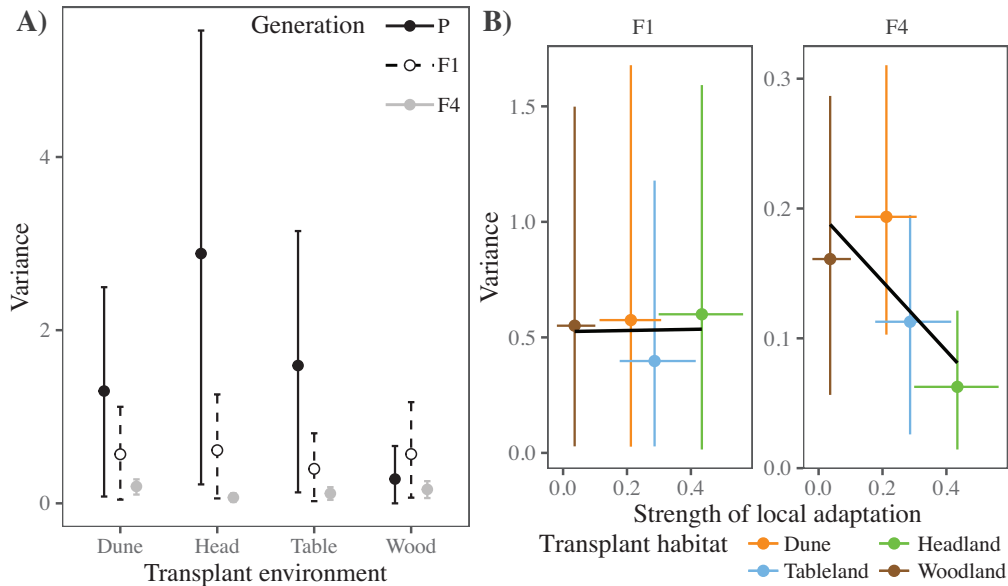 A)
Generation
P
F1
F4
4
2
0
Variance
Dune
Head
Table
Wood
Transplant environment
B)
F1
F4
1.5
1.0
0.5
0.0
0.3
0.2
0.1
0.0
Variance
0.0 0.2 0.4
0.0 0.2 0.4
Strength of local adaptation
Transplant habitat
Dune
Headland
Tableland
Woodland